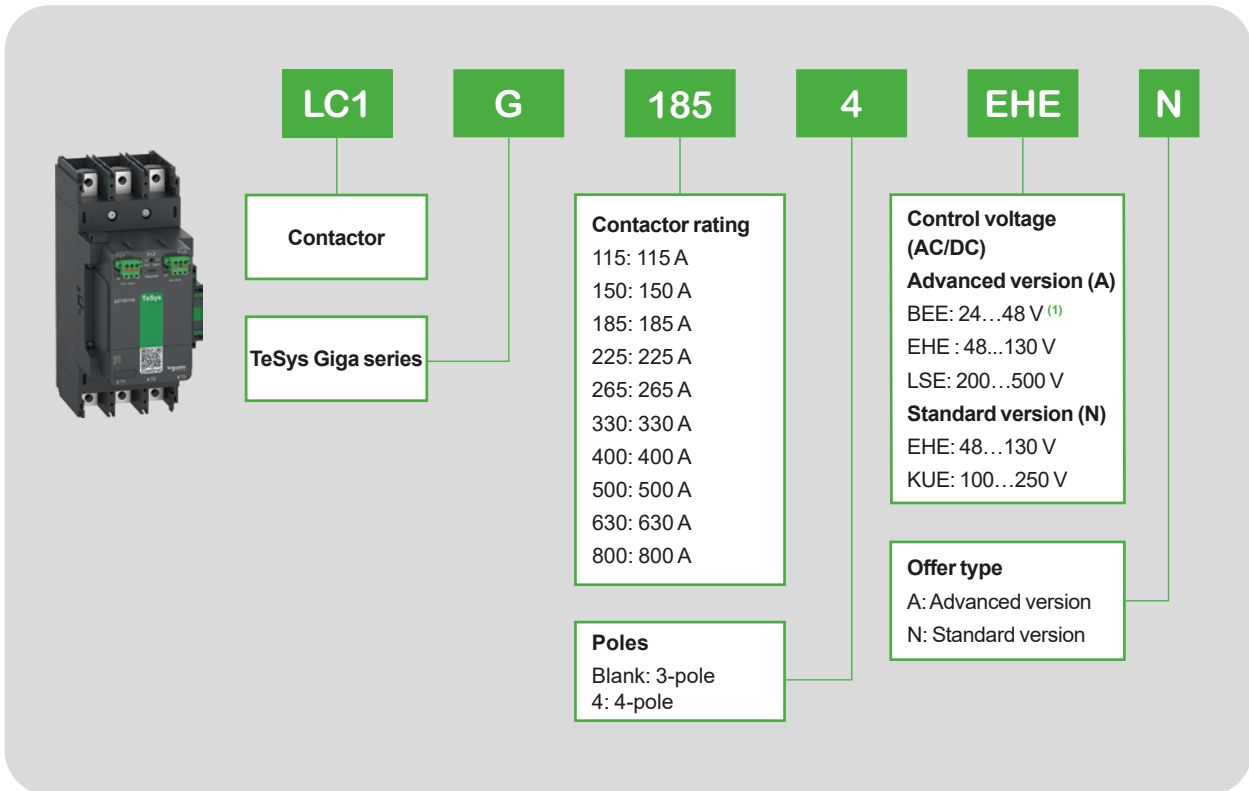 LC1
G
185
4
EHE
N
Contactor
TeSys Giga series
Contactor rating
115: 115 A
150: 150 A
185: 185 A
225: 225 A
265: 265 A
330: 330 A
400: 400 A
500: 500 A
630: 630 A
800: 800 A
Poles
Blank: 3-pole
4: 4-pole
Control voltage
(AC/DC)
Advanced version (A)
BEE: 24…48 V (1)
EHE : 48...130 V
LSE: 200…500 V
Standard version (N)
EHE: 48…130 V
KUE: 100…250 V
Offer type
A: Advanced version
N: Standard version
TeSys